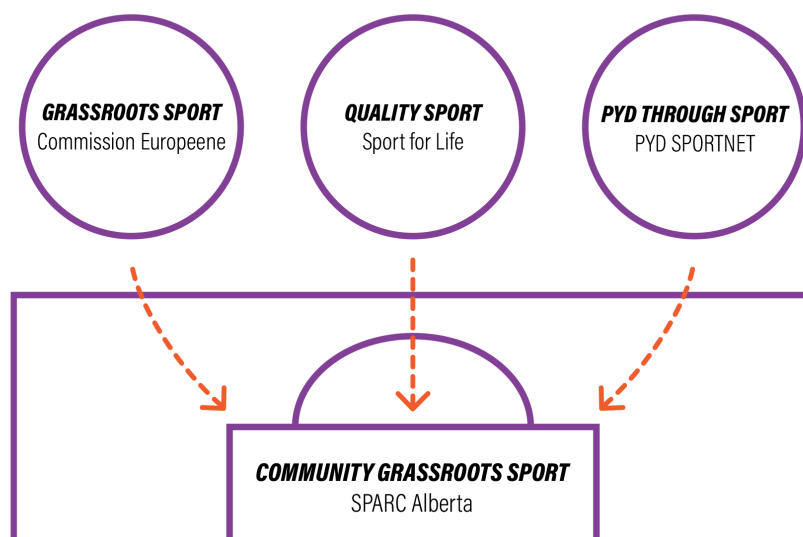 GRASSROOTS SPORT
Commission Europeene
QUALITY SPORT
Sport for Life
PYD THROUGH SPORT
PYD SPORTNET
COMMUNITY GRASSROOTS SPORT
SPARC Alberta